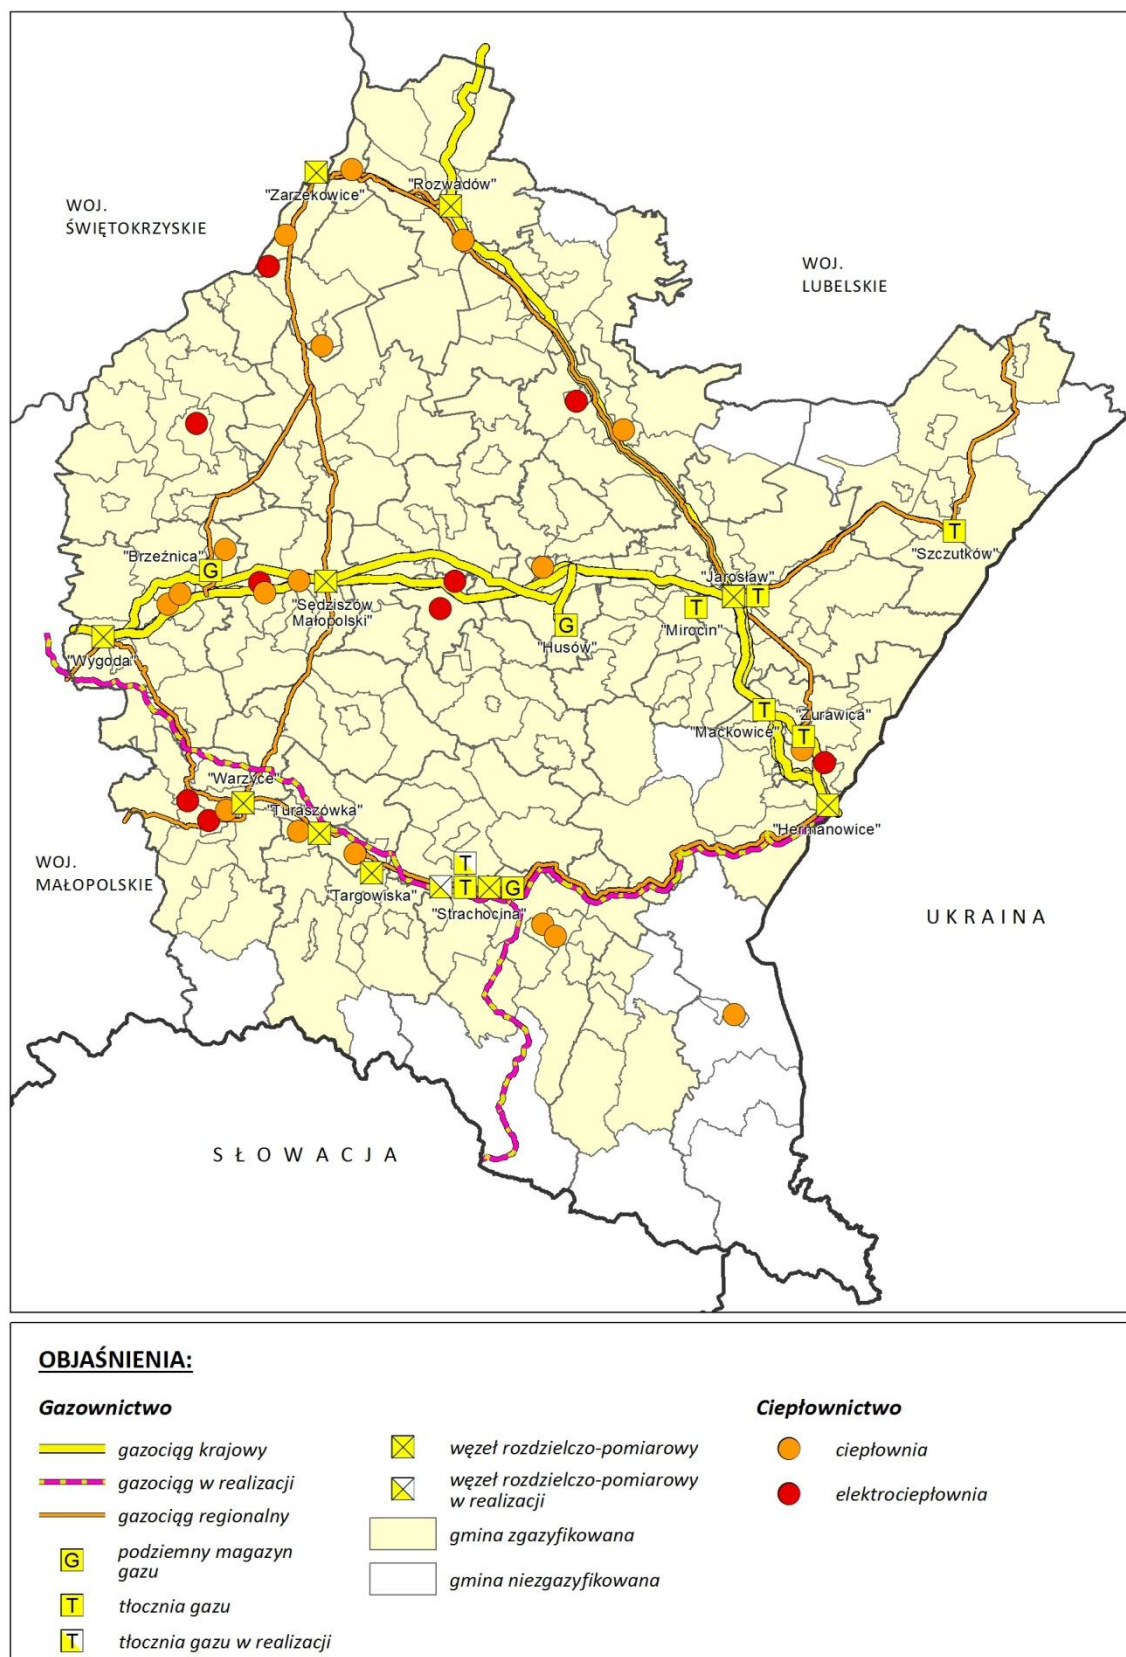 "Zarzekowice"
"Rozwadów"
WOJ.
ŚWIĘTOKRZYSKIE
WOJ.
LUBELSKIE
"Brzeźnica"
G
T
"Szczutków"
"Sędziszów
Małopolski"
"Jarosław"
T
T
"Mirocin"
G
"Husów"
"Wygoda"
T
"Maćkowice"
"Żurawica"
T
"Warzyce"
"Turaszówka"
"Hermanowice"
WOJ.
MAŁOPOLSKIE
T
T
G
"Targowiska"
"Strachocina"
UKRAINA
SŁOWACJA
OBJAŚNIENIA:
Gazownictwo
gazociąg krajowy
gazociąg w realizacji
gazociąg regionalny
G podziemny magazyn
gazu
T tłocznia gazu
T tłocznia gazu w realizacji
węzeł rozdzielczo-pomiarowy
węzeł rozdzielczo-pomiarowy
w realizacji
gmina zgazyfikowana
gmina niezgazyfikowana
Ciepłownictwo
ciepłownia
elektrociepłownia